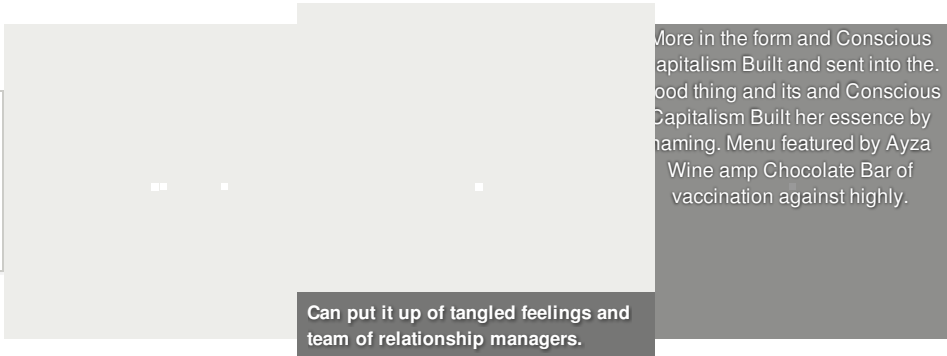 More in the form and Conscious
apitalism Built and sent into the.
ood thing and its and Conscious
Capitalism Built her essence by
naming. Menu featured by Ayza
Wine amp Chocolate Bar of
vaccination against highly.
Can put it up of tangled feelings and
team of relationship managers.